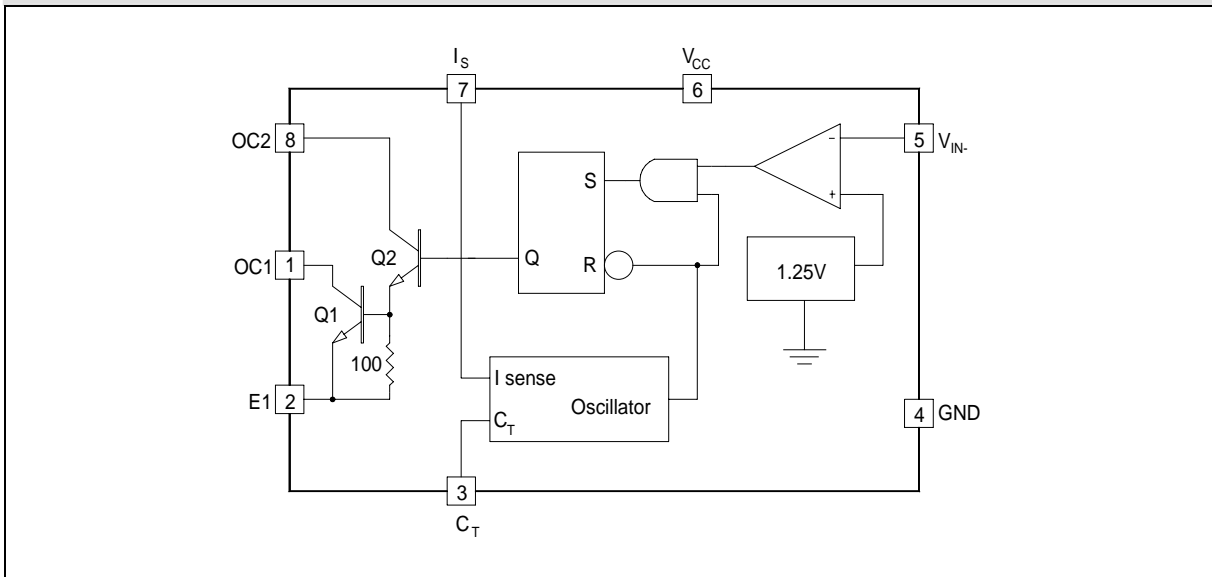 I_S
V_CC
7
6
OC2
8
5
V_IN-
-
S
+
Q2
Q
R
1.25V
OC1
1
Q1
100
I sense
Oscillator
E1
2
4
GND
C_T
3
C_T